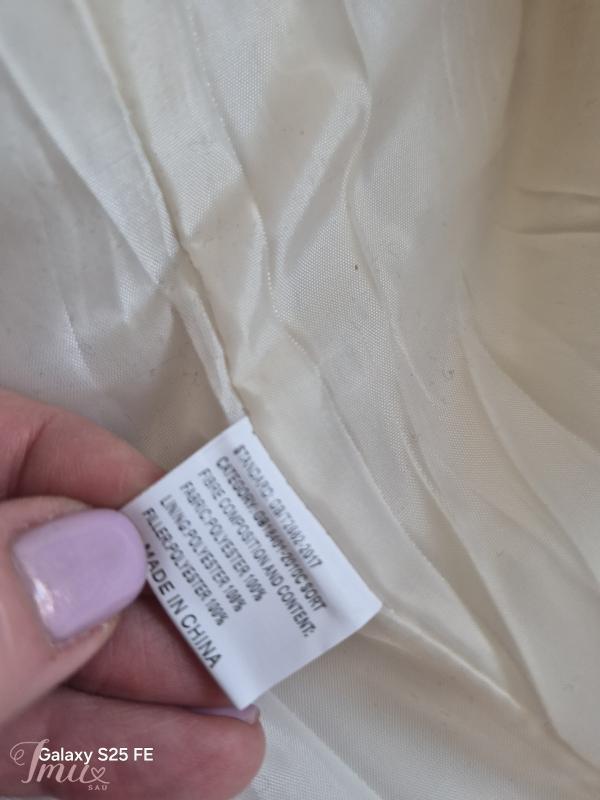 STANDARD: GB/T2662-2017
CATEGORY: GB18401-2010C SORT
FIBRE COMPOSITION AND CONTENT:
FABRIC:POLYESTER 100%
LINING:POLYESTER 100%
FILLER:POLYESTER 100%
MADE IN CHINA
Galaxy S25 FE
SAU